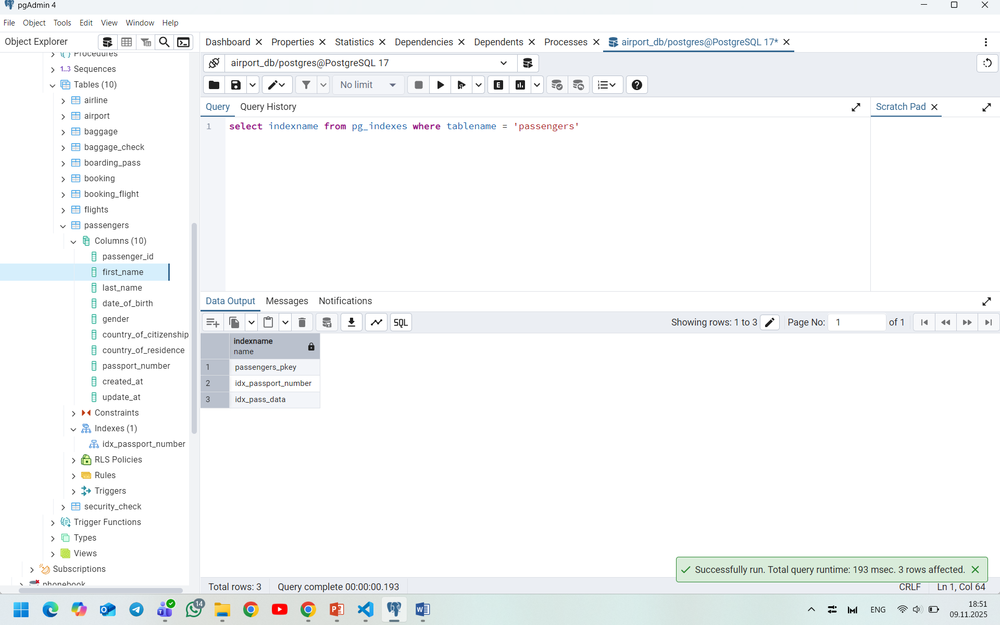 pgAdmin 4
File Object Tools Edit View Window Help
Object Explorer
Dashboard Properties Statistics Dependencies Dependents Processes airport_db/postgres@PostgreSQL 17*
airport_db/postgres@PostgreSQL 17
No limit
E
Query Query History
Scratch Pad
1 select indexname from pg_indexes where tablename = 'passengers'
Procedures
1..3 Sequences
Tables (10)
airline
airport
baggage
baggage_check
boarding_pass
booking
booking_flight
flights
passengers
Columns (10)
passenger_id
first_name
last_name
date_of_birth
gender
country_of_citizenship
country_of_residence
passport_number
created_at
update_at
Constraints
Indexes (1)
idx_passport_number
RLS Policies
Rules
Triggers
security_check
Trigger Functions
Types
Views
Subscriptions
phonebook
Data Output Messages Notifications
SQL
Showing rows: 1 to 3
Page No: 1 of 1
indexname
name
1 passengers_pkey
2 idx_passport_number
3 idx_pass_data
Successfully run. Total query runtime: 193 msec. 3 rows affected.
Total rows: 3 Query complete 00:00:00.193
CRLF Ln 1, Col 64
14
ENG
18:51
09.11.2025